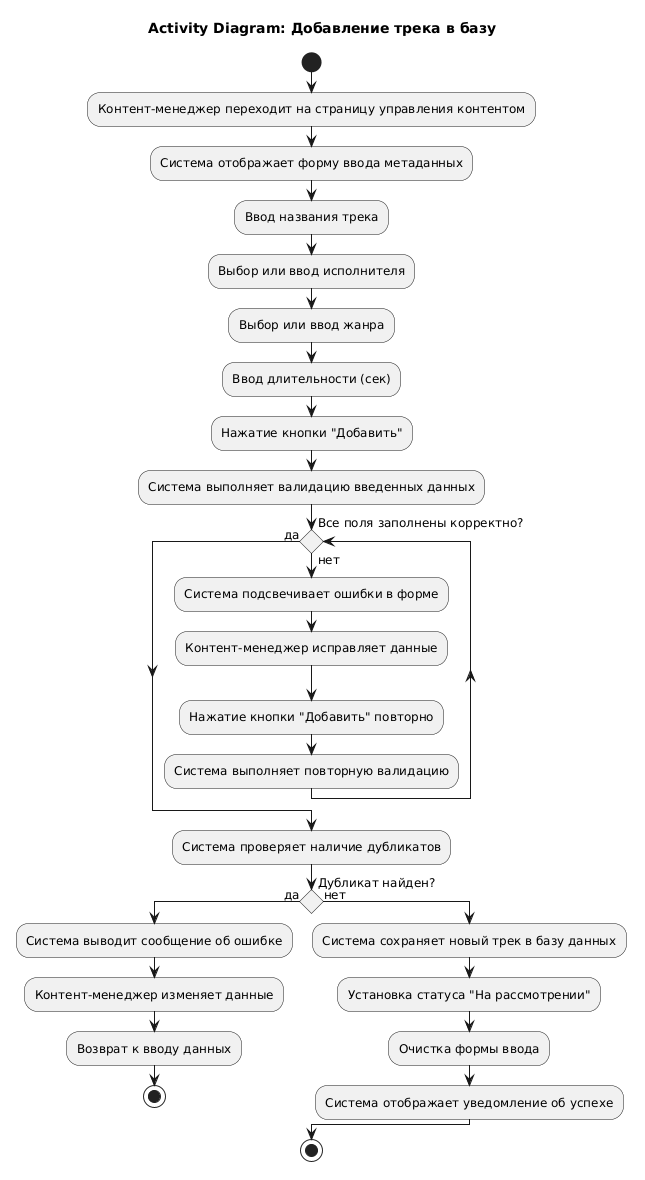 Activity Diagram: Добавление трека в базу
Контент-менеджер переходит на страницу управления контентом
Система отображает форму ввода метаданных
Ввод названия трека
Выбор или ввод исполнителя
Выбор или ввод жанра
Ввод длительности (сек)
Нажатие кнопки "Добавить"
Система выполняет валидацию введенных данных
Все поля заполнены корректно?
да
нет
Система подсвечивает ошибки в форме
Контент-менеджер исправляет данные
Нажатие кнопки "Добавить" повторно
Система выполняет повторную валидацию
Система проверяет наличие дубликатов
Дубликат найден?
да
нет
Система выводит сообщение об ошибке
Контент-менеджер изменяет данные
Возврат к вводу данных
Система сохраняет новый трек в базу данных
Установка статуса "На рассмотрении"
Очистка формы ввода
Система отображает уведомление об успехе